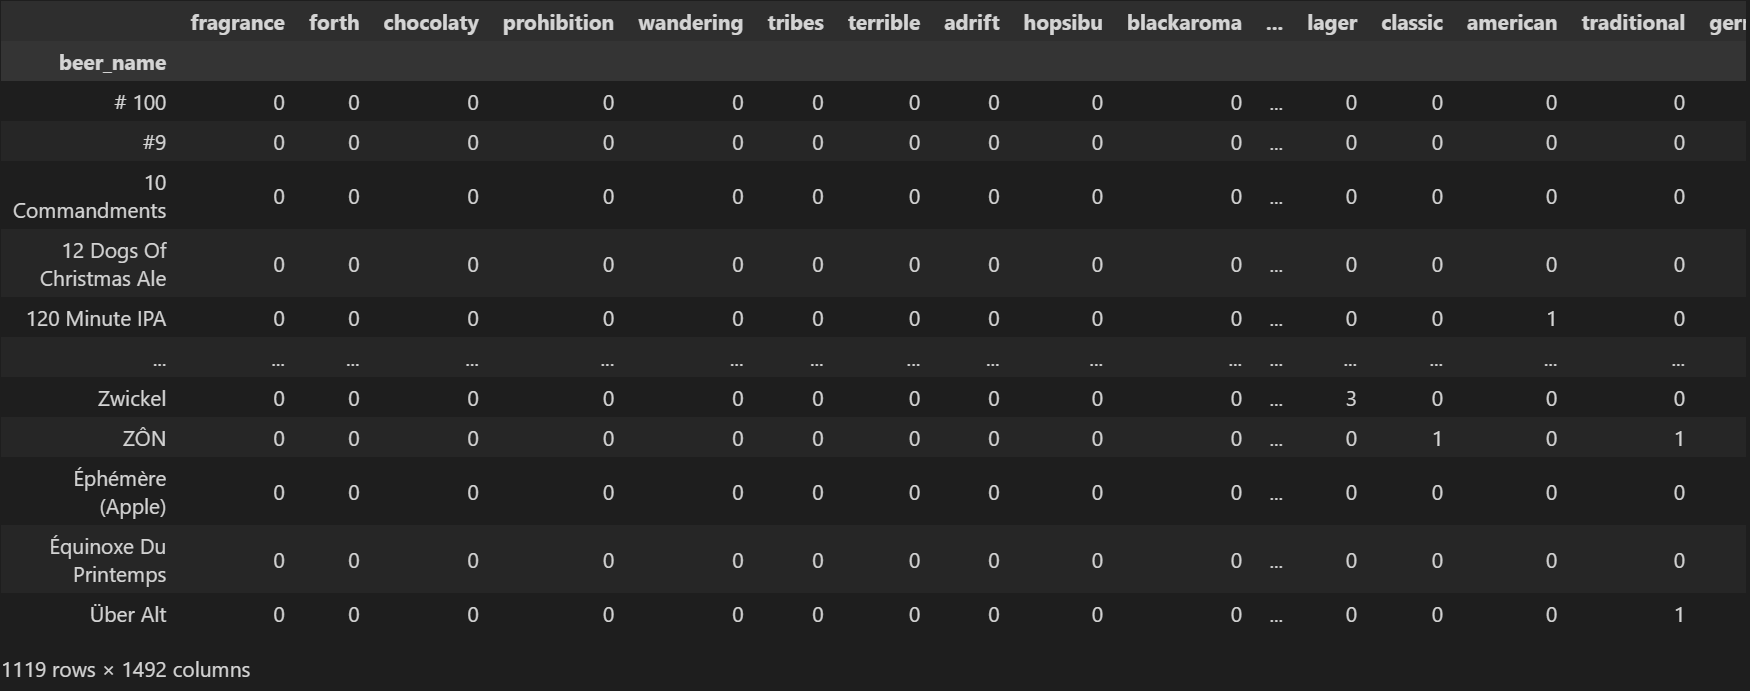 fragrance forth chocolaty prohibition wandering tribes terrible adrift hopsibu blackaroma ... lager classic american traditional gerr
beer_name
# 100 0 0 0 0 0 0 0 0 0 0 ... 0 0 0 0
#9 0 0 0 0 0 0 0 0 0 0 ... 0 0 0 0
10
Commandments 0 0 0 0 0 0 0 0 0 0 ... 0 0 0 0
12 Dogs Of
Christmas Ale 0 0 0 0 0 0 0 0 0 0 ... 0 0 0 0
120 Minute IPA 0 0 0 0 0 0 0 0 0 0 ... 0 0 1 0
... ... ... ... ... ... ... ... ... ... ... ... ... ... ... ...
Zwickel 0 0 0 0 0 0 0 0 0 0 ... 3 0 0 0
ZÔN 0 0 0 0 0 0 0 0 0 0 ... 0 1 0 1
Éphémère
(Apple) 0 0 0 0 0 0 0 0 0 0 ... 0 0 0 0
Équinoxe Du
Printemps 0 0 0 0 0 0 0 0 0 0 ... 0 0 0 0
Über Alt 0 0 0 0 0 0 0 0 0 0 ... 0 0 0 1
1119 rows × 1492 columns